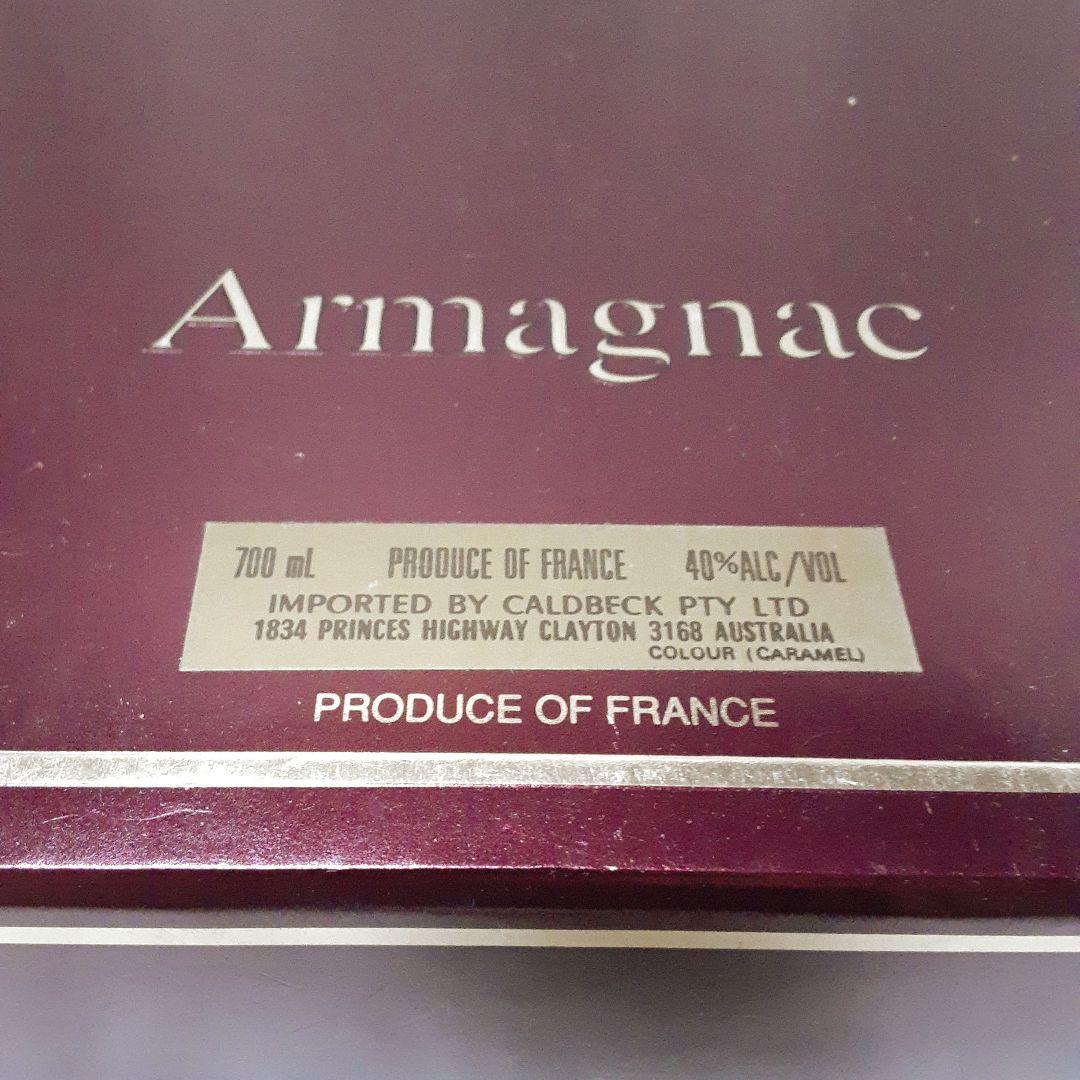 Armagnac
700 mL PRODUCE OF FRANCE 40%ALC/VOL
IMPORTED BY CALDBECK PTY LTD
1834 PRINCES HIGHWAY CLAYTON 3168 AUSTRALIA
COLOUR (CARAMEL)
PRODUCE OF FRANCE